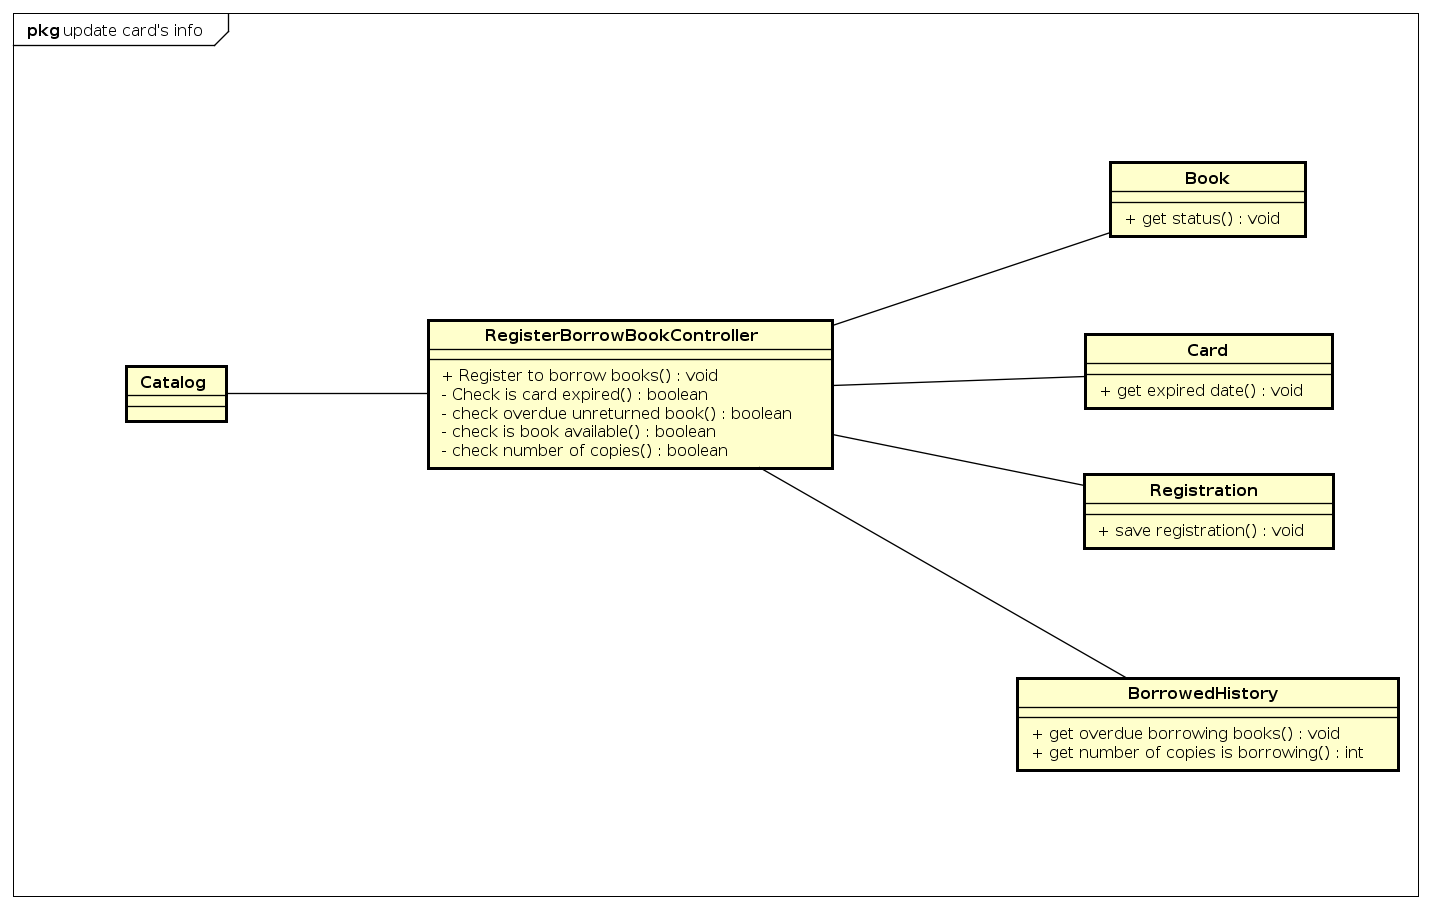 pkg update card's info
Book
+ get status() : void
RegisterBorrowBookController
+ Register to borrow books() : void
- Check is card expired() : boolean
- check overdue unreturned book() : boolean
- check is book available() : boolean
- check number of copies() : boolean
Catalog
Card
+ get expired date() : void
Registration
+ save registration() : void
BorrowedHistory
+ get overdue borrowing books() : void
+ get number of copies is borrowing() : int